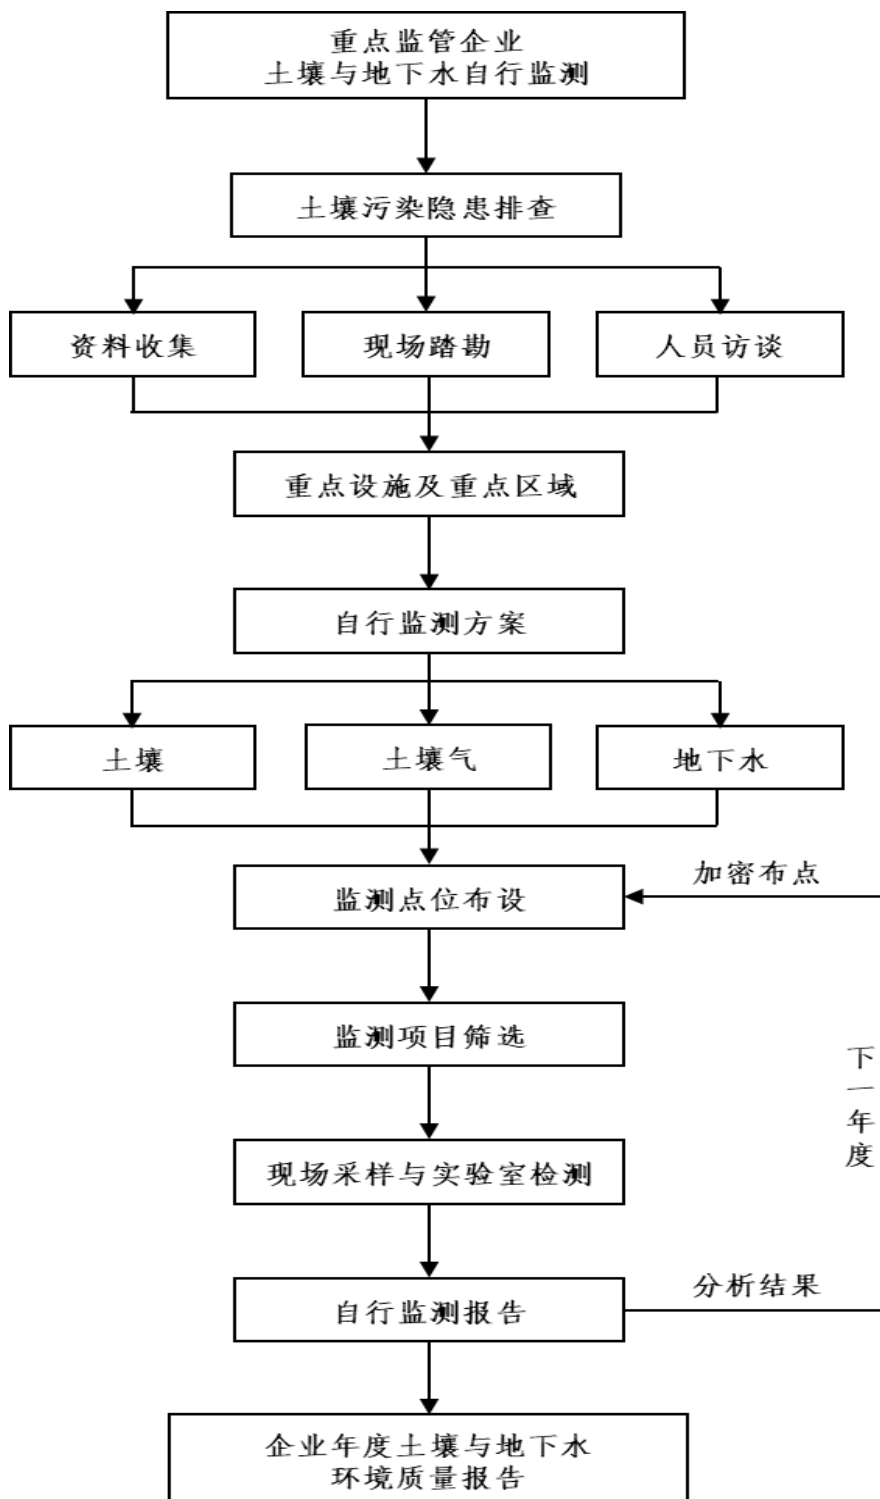 重点监管企业
土壤与地下水自行监测
土壤污染隐患排查
资料收集
现场踏勘
人员访谈
重点设施及重点区域
自行监测方案
土壤
土壤气
地下水
加密布点
监测点位布设
监测项目筛选
下一年度
现场采样与实验室检测
分析结果
自行监测报告
企业年度土壤与地下水
环境质量报告